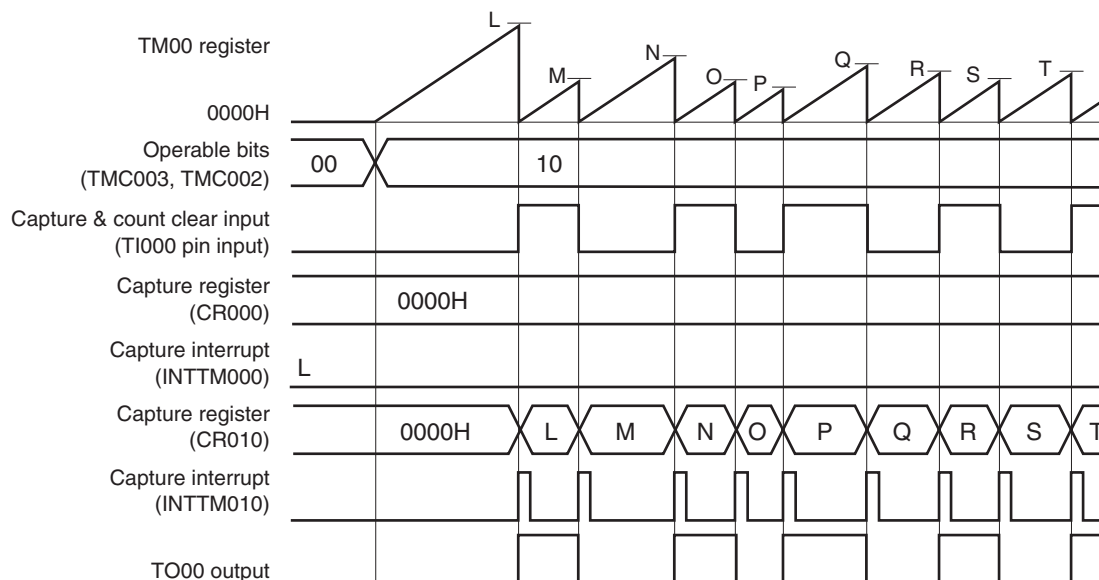 L
TM00 register
M
N
O
P
Q
R
S
T
0000H
Operable bits
(TMC003, TMC002)
00
10
Capture & count clear input
(TI000 pin input)
Capture register
(CR000)
0000H
Capture interrupt
(INTTM000)
L
Capture register
(CR010)
0000H
L
M
N
O
P
Q
R
S
T
Capture interrupt
(INTTM010)
TO00 output